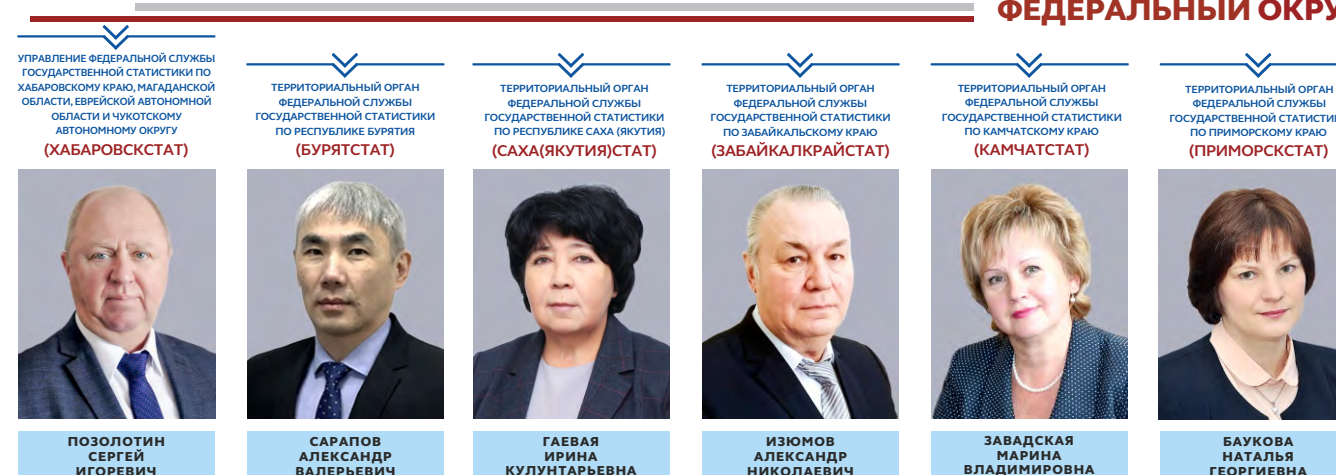 ФЕДЕРАЛЬНЫЙ ОКРУ
УПРАВЛЕНИЕ ФЕДЕРАЛЬНОЙ СЛУЖБЫ
ГОСУДАРСТВЕННОЙ СТАТИСТИКИ ПО
ХАБАРОВСКОМУ КРАЮ, МАГАДАНСКОЙ
ОБЛАСТИ, ЕВРЕЙСКОЙ АВТОНОМНОЙ
ОБЛАСТИ И ЧУКОТСКОМУ
АВТОНОМНОМУ ОКРУГУ
(ХАБАРОВСКСТАТ)
ПОЗОЛОТИН
СЕРГЕЙ
ИГОРЕВИЧ
ТЕРРИТОРИАЛЬНЫЙ ОРГАН
ФЕДЕРАЛЬНОЙ СЛУЖБЫ
ГОСУДАРСТВЕННОЙ СТАТИСТИКИ
ПО РЕСПУБЛИКЕ БУРЯТИЯ
(БУРЯТСТАТ)
САРАПОВ
АЛЕКСАНДР
ВАЛЕРЬЕВИЧ
ТЕРРИТОРИАЛЬНЫЙ ОРГАН
ФЕДЕРАЛЬНОЙ СЛУЖБЫ
ГОСУДАРСТВЕННОЙ СТАТИСТИКИ
ПО РЕСПУБЛИКЕ САХА (ЯКУТИЯ)
(САХА(ЯКУТИЯ)СТАТ)
ГАЕВАЯ
ИРИНА
КУЛУНТАРЬЕВНА
ТЕРРИТОРИАЛЬНЫЙ ОРГАН
ФЕДЕРАЛЬНОЙ СЛУЖБЫ
ГОСУДАРСТВЕННОЙ СТАТИСТИКИ
ПО ЗАБАЙКАЛЬСКОМУ КРАЮ
(ЗАБАЙКАЛКРАЙСТАТ)
ИЗЮМОВ
АЛЕКСАНДР
НИКОЛАЕВИЧ
ТЕРРИТОРИАЛЬНЫЙ ОРГАН
ФЕДЕРАЛЬНОЙ СЛУЖБЫ
ГОСУДАРСТВЕННОЙ СТАТИСТИКИ
ПО КАМЧАТСКОМУ КРАЮ
(КАМЧАТСТАТ)
ЗАВАДСКАЯ
МАРИНА
ВЛАДИМИРОВНА
ТЕРРИТОРИАЛЬНЫЙ ОРГАН
ФЕДЕРАЛЬНОЙ СЛУЖБЫ
ГОСУДАРСТВЕННОЙ СТАТИСТИК
ПО ПРИМОРСКОМУ КРАЮ
(ПРИМОРСКСТАТ)
БАУКОВА
НАТАЛЬЯ
ГЕОРГИЕВНА